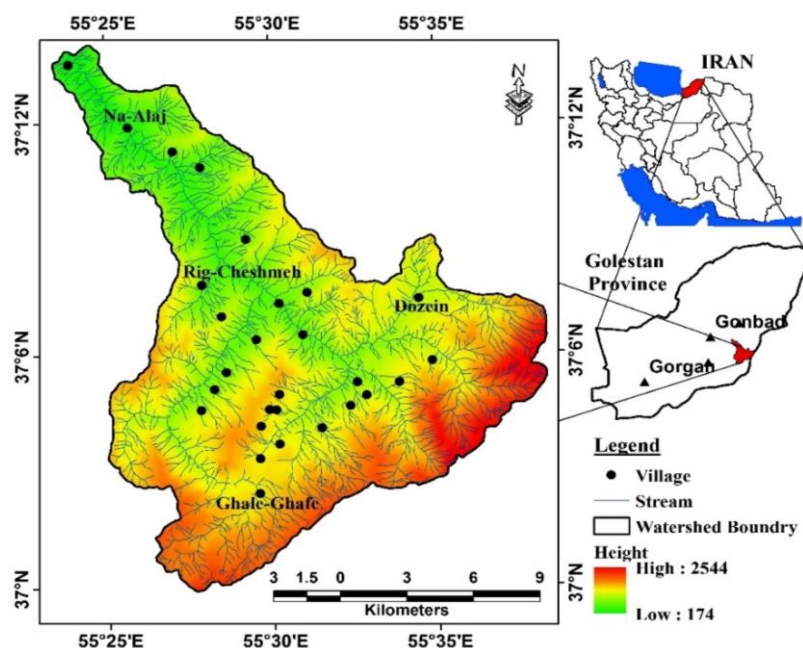 55°25'E
55°30'E
55°35'E
37°12'N
37°6'N
37°N
N
Na-Alaj
Rig-Cheshmeh
Dozein
Ghale-Ghafe
3 1.5 0 3 6 9
Kilometers
55°25'E
55°30'E
55°35'E
37°12'N
37°6'N
37°N
IRAN
Golestan
Province
Gonbad
Gorgan
Legend
Village
Stream
Watershed Boundry
Height
High : 2544
Low : 174